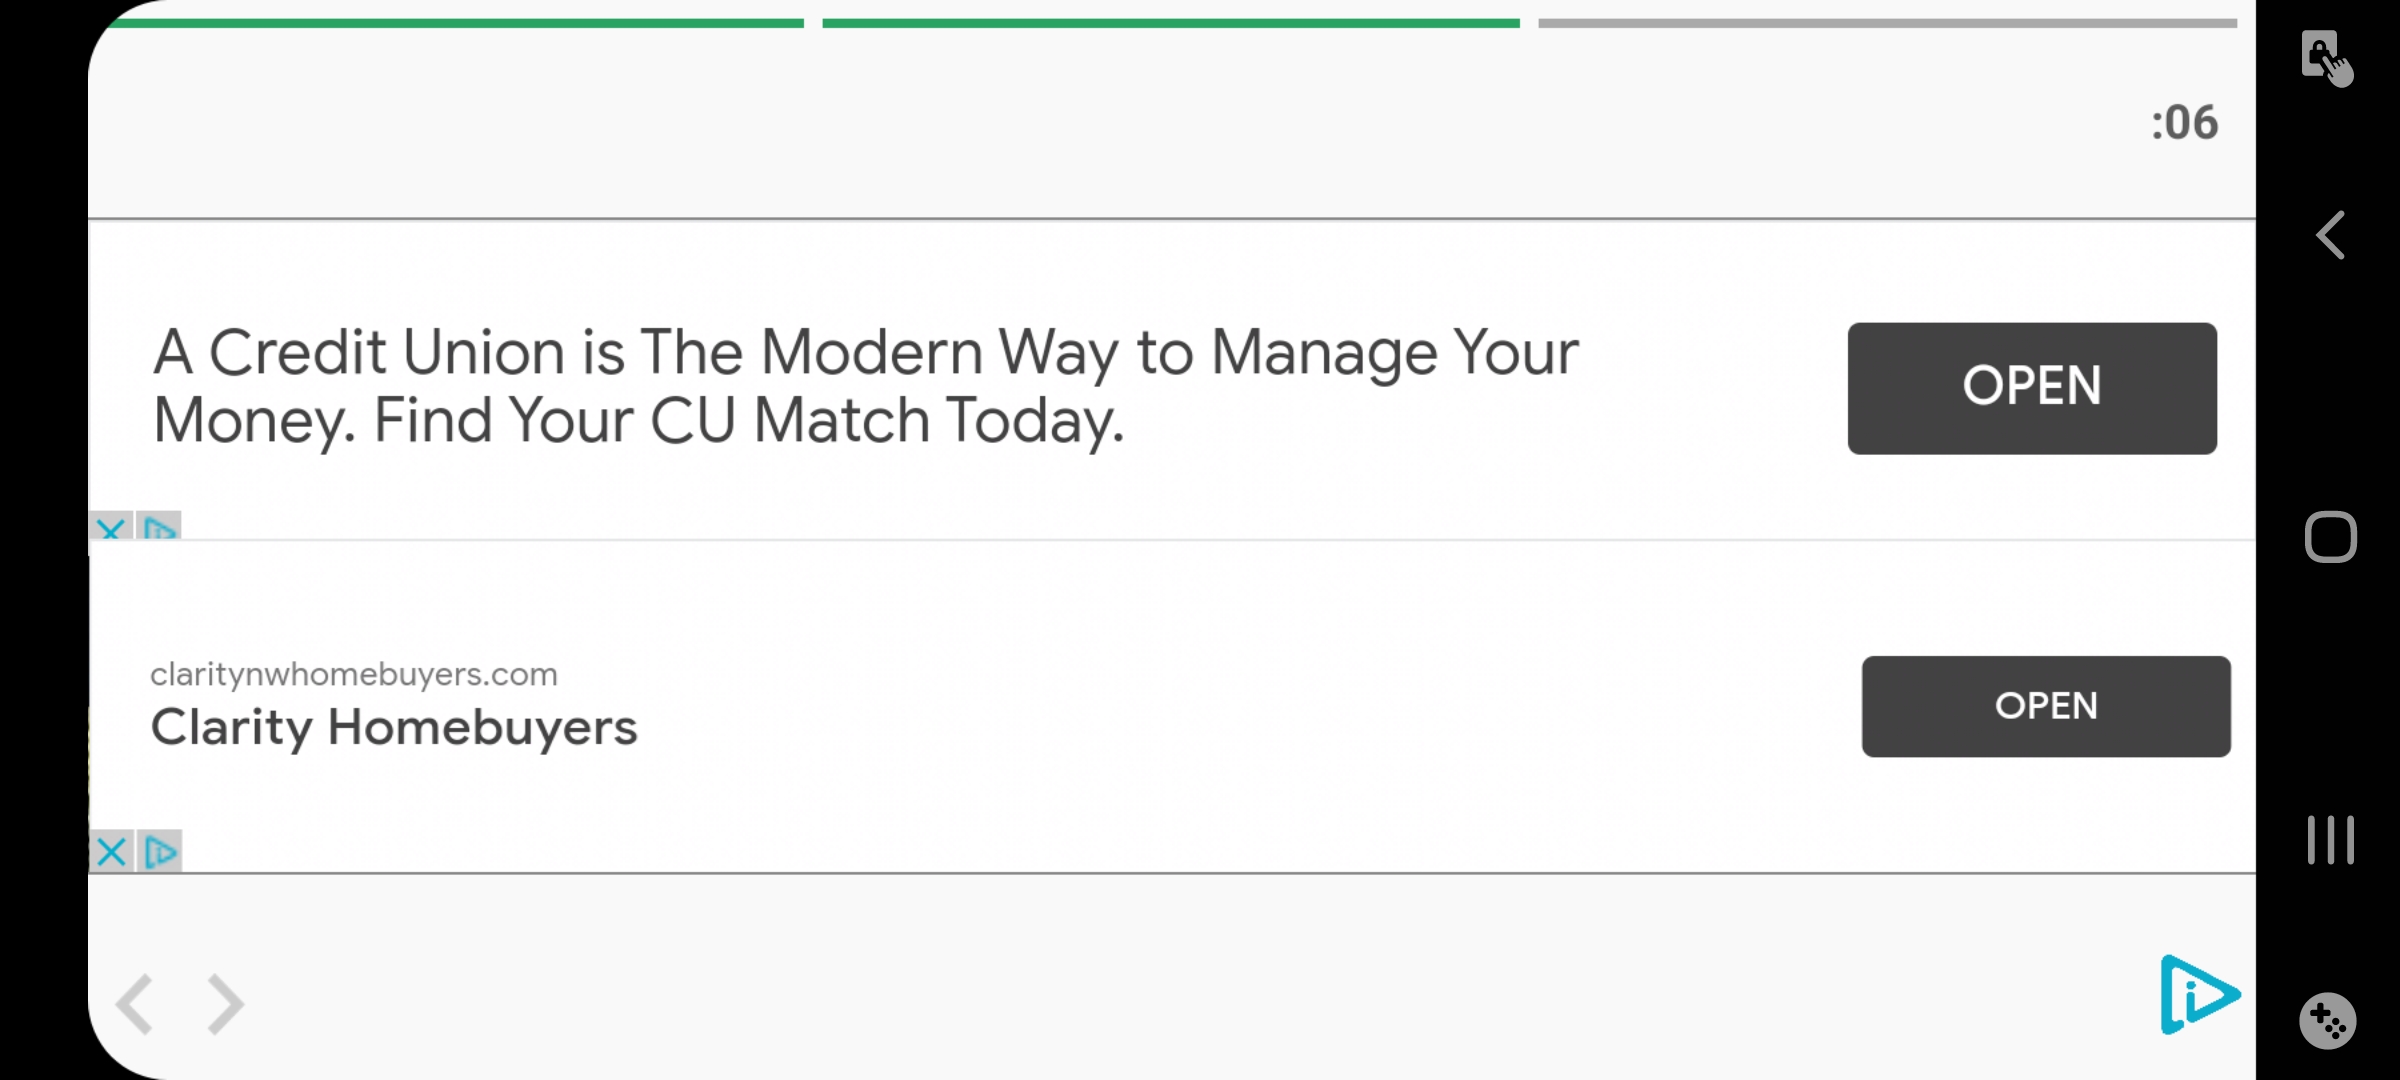 :06
A Credit Union is The Modern Way to Manage Your
Money. Find Your CU Match Today.
OPEN
claritynwhomebuyers.com
Clarity Homebuyers
OPEN